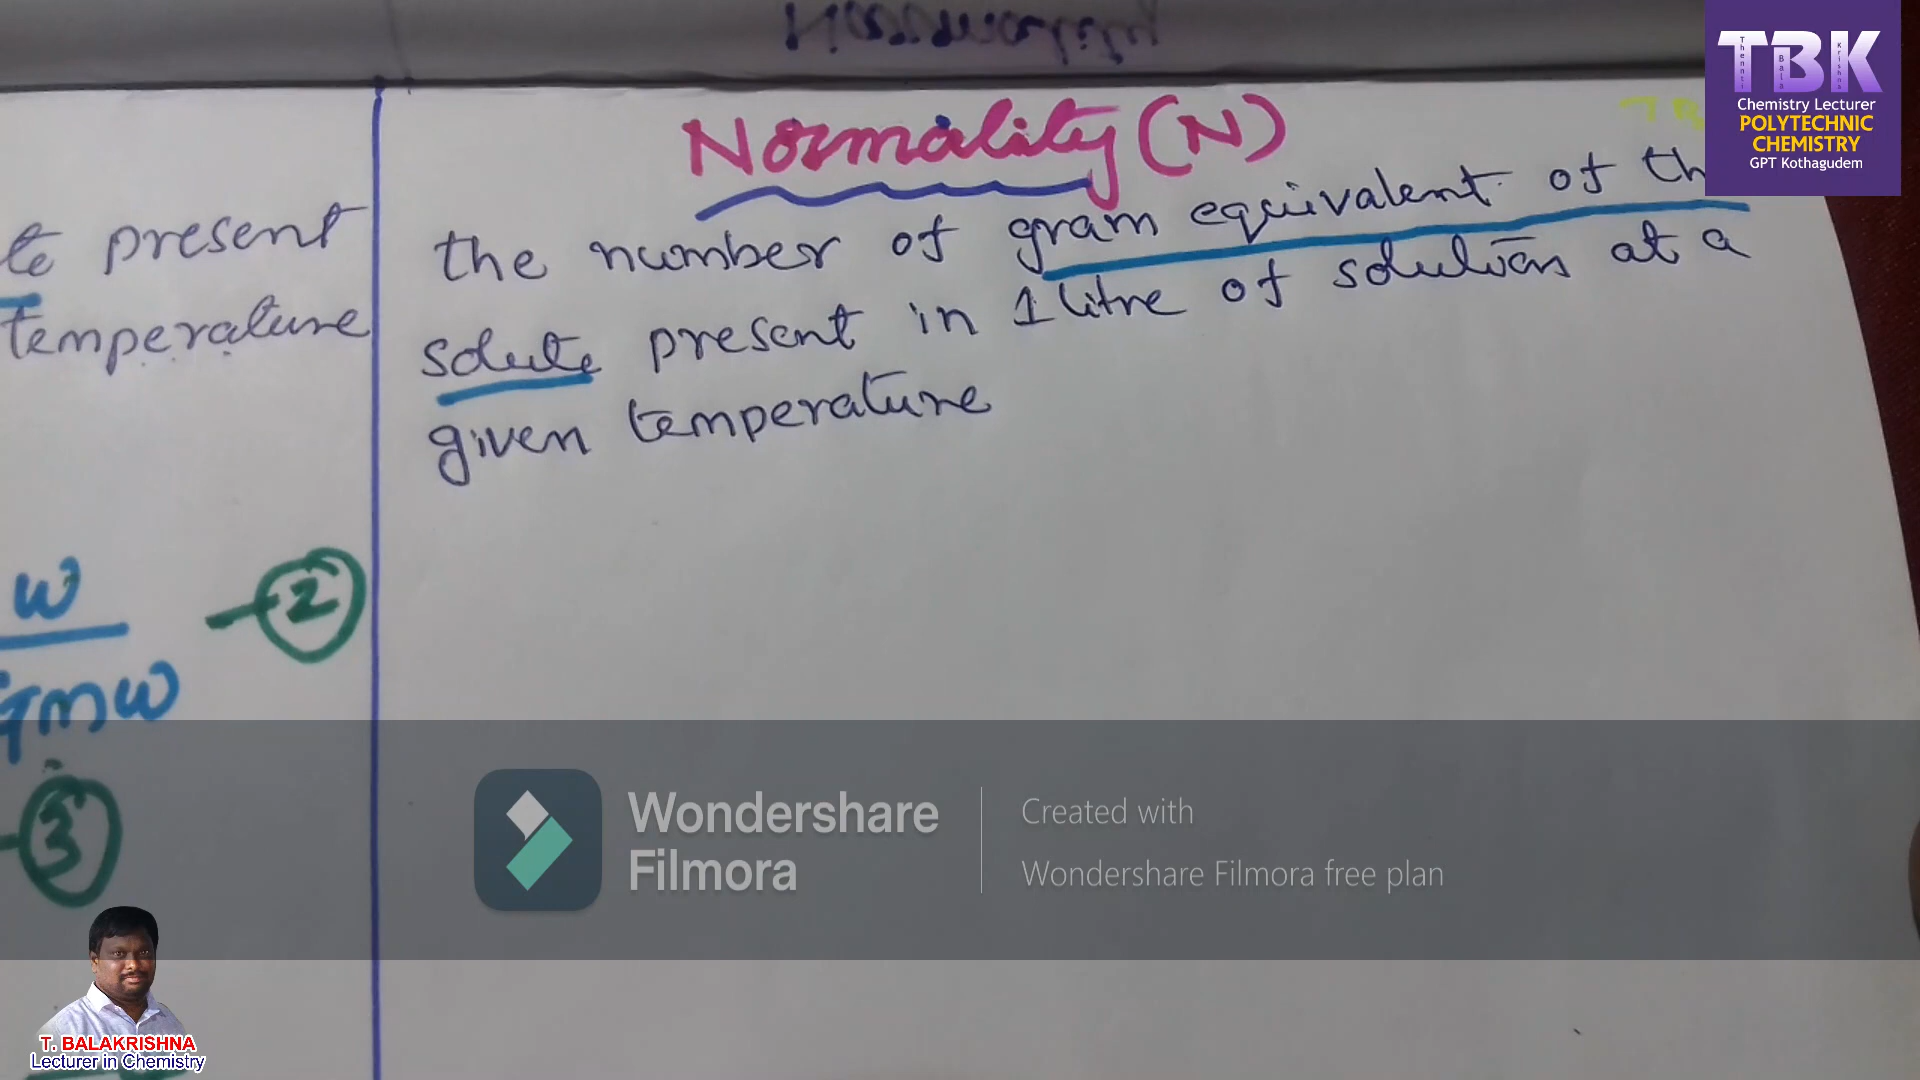 Normality (N)
the number of gram equivalent of th
solute present in 1 litre of solution at a
given temperature
te present
temperature
w
GMW
2
3
TBK
Chemistry Lecturer
POLYTECHNIC
CHEMISTRY
GPT Kothagudem
Wondershare
Filmora
Created with
Wondershare Filmora free plan
T. BALAKRISHNA
Lecturer in Chemistry